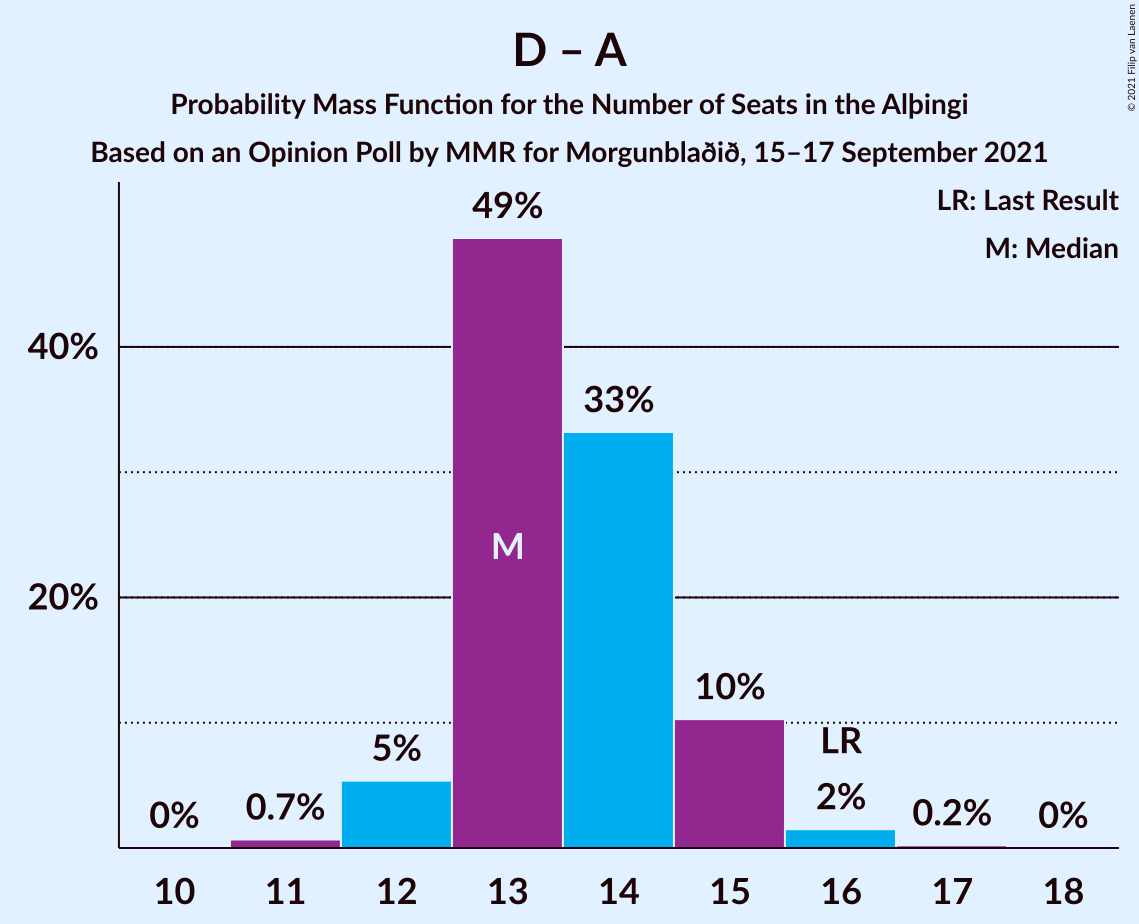 D – A
Probability Mass Function for the Number of Seats in the Alþingi
Based on an Opinion Poll by MMR for Morgunblaðið, 15–17 September 2021
© 2021 Filip van Laenen
LR: Last Result
M: Median
49%
40%
33%
M
20%
10%
LR
5%
2%
0%
0.7%
0.2%
0%
10 11 12 13 14 15 16 17 18